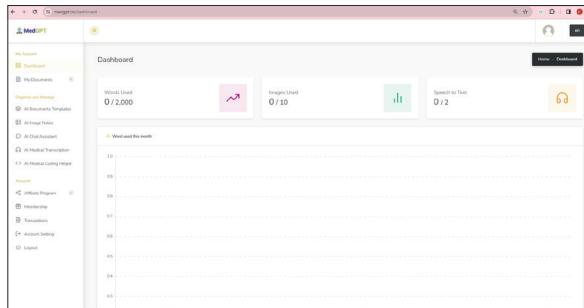 MedGPT
en
My Account
Dashboard
My Documents
Organize and Manage
AI Documents Templates
AI Image Notes
AI Chat Assistant
AI Medical Transcription
AI Medical Coding Helper
Account
Affiliate Program
Membership
Transactions
Account Setting
Logout
Dashboard
Home Dashboard
Words Used
0 / 2,000
Images Used
0 / 10
Speech to Text
0 / 2
Word used this month
1.0
0.9
0.8
0.7
0.6
0.5
0.4
0.3